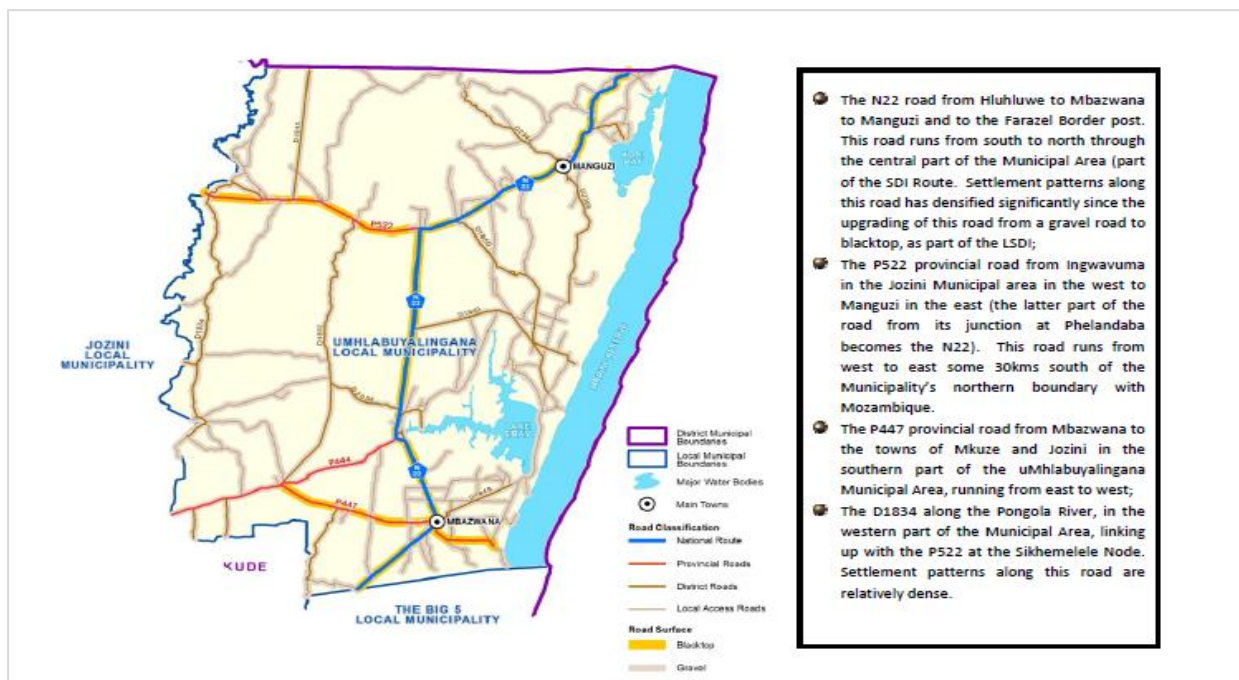 D1841
D1834
P522
D1882
D1850
N
22
N
22
N
22
MANGUZI
KOSI
BAY
UMHLABUYALINGANA
LOCAL MUNICIPALITY
JOZINI
LOCAL
MUNICIPALITY
LAKE
SIBAYI
P444
P447
MBAZWANA
KUDE
THE BIG 5
LOCAL MUNICIPALITY
District Municipal
Boundaries
Local Municipal
Boundaries
Major Water Bodies
Main Towns
Road Classification
National Route
Provincial Roads
District Roads
Local Access Roads
Road Surface
Blacktop
Gravel
The N22 road from Hluhluwe to Mbazwana
to Manguzi and to the Farazel Border post.
This road runs from south to north through
the central part of the Municipal Area (part
of the SDI Route. Settlement patterns along
this road has densified significantly since the
upgrading of this road from a gravel road to
blacktop, as part of the LSDI;
The P522 provincial road from Ingwavuma
in the Jozini Municipal area in the west to
Manguzi in the east (the latter part of the
road from its junction at Phelandaba
becomes the N22). This road runs from
west to east some 30kms south of the
Municipality's northern boundary with
Mozambique.
The P447 provincial road from Mbazwana to
the towns of Mkuze and Jozini in the
southern part of the uMhlabuyalingana
Municipal Area, running from east to west;
The D1834 along the Pongola River, in the
western part of the Municipal Area, linking
up with the P522 at the Sikhemelele Node.
Settlement patterns along this road are
relatively dense.